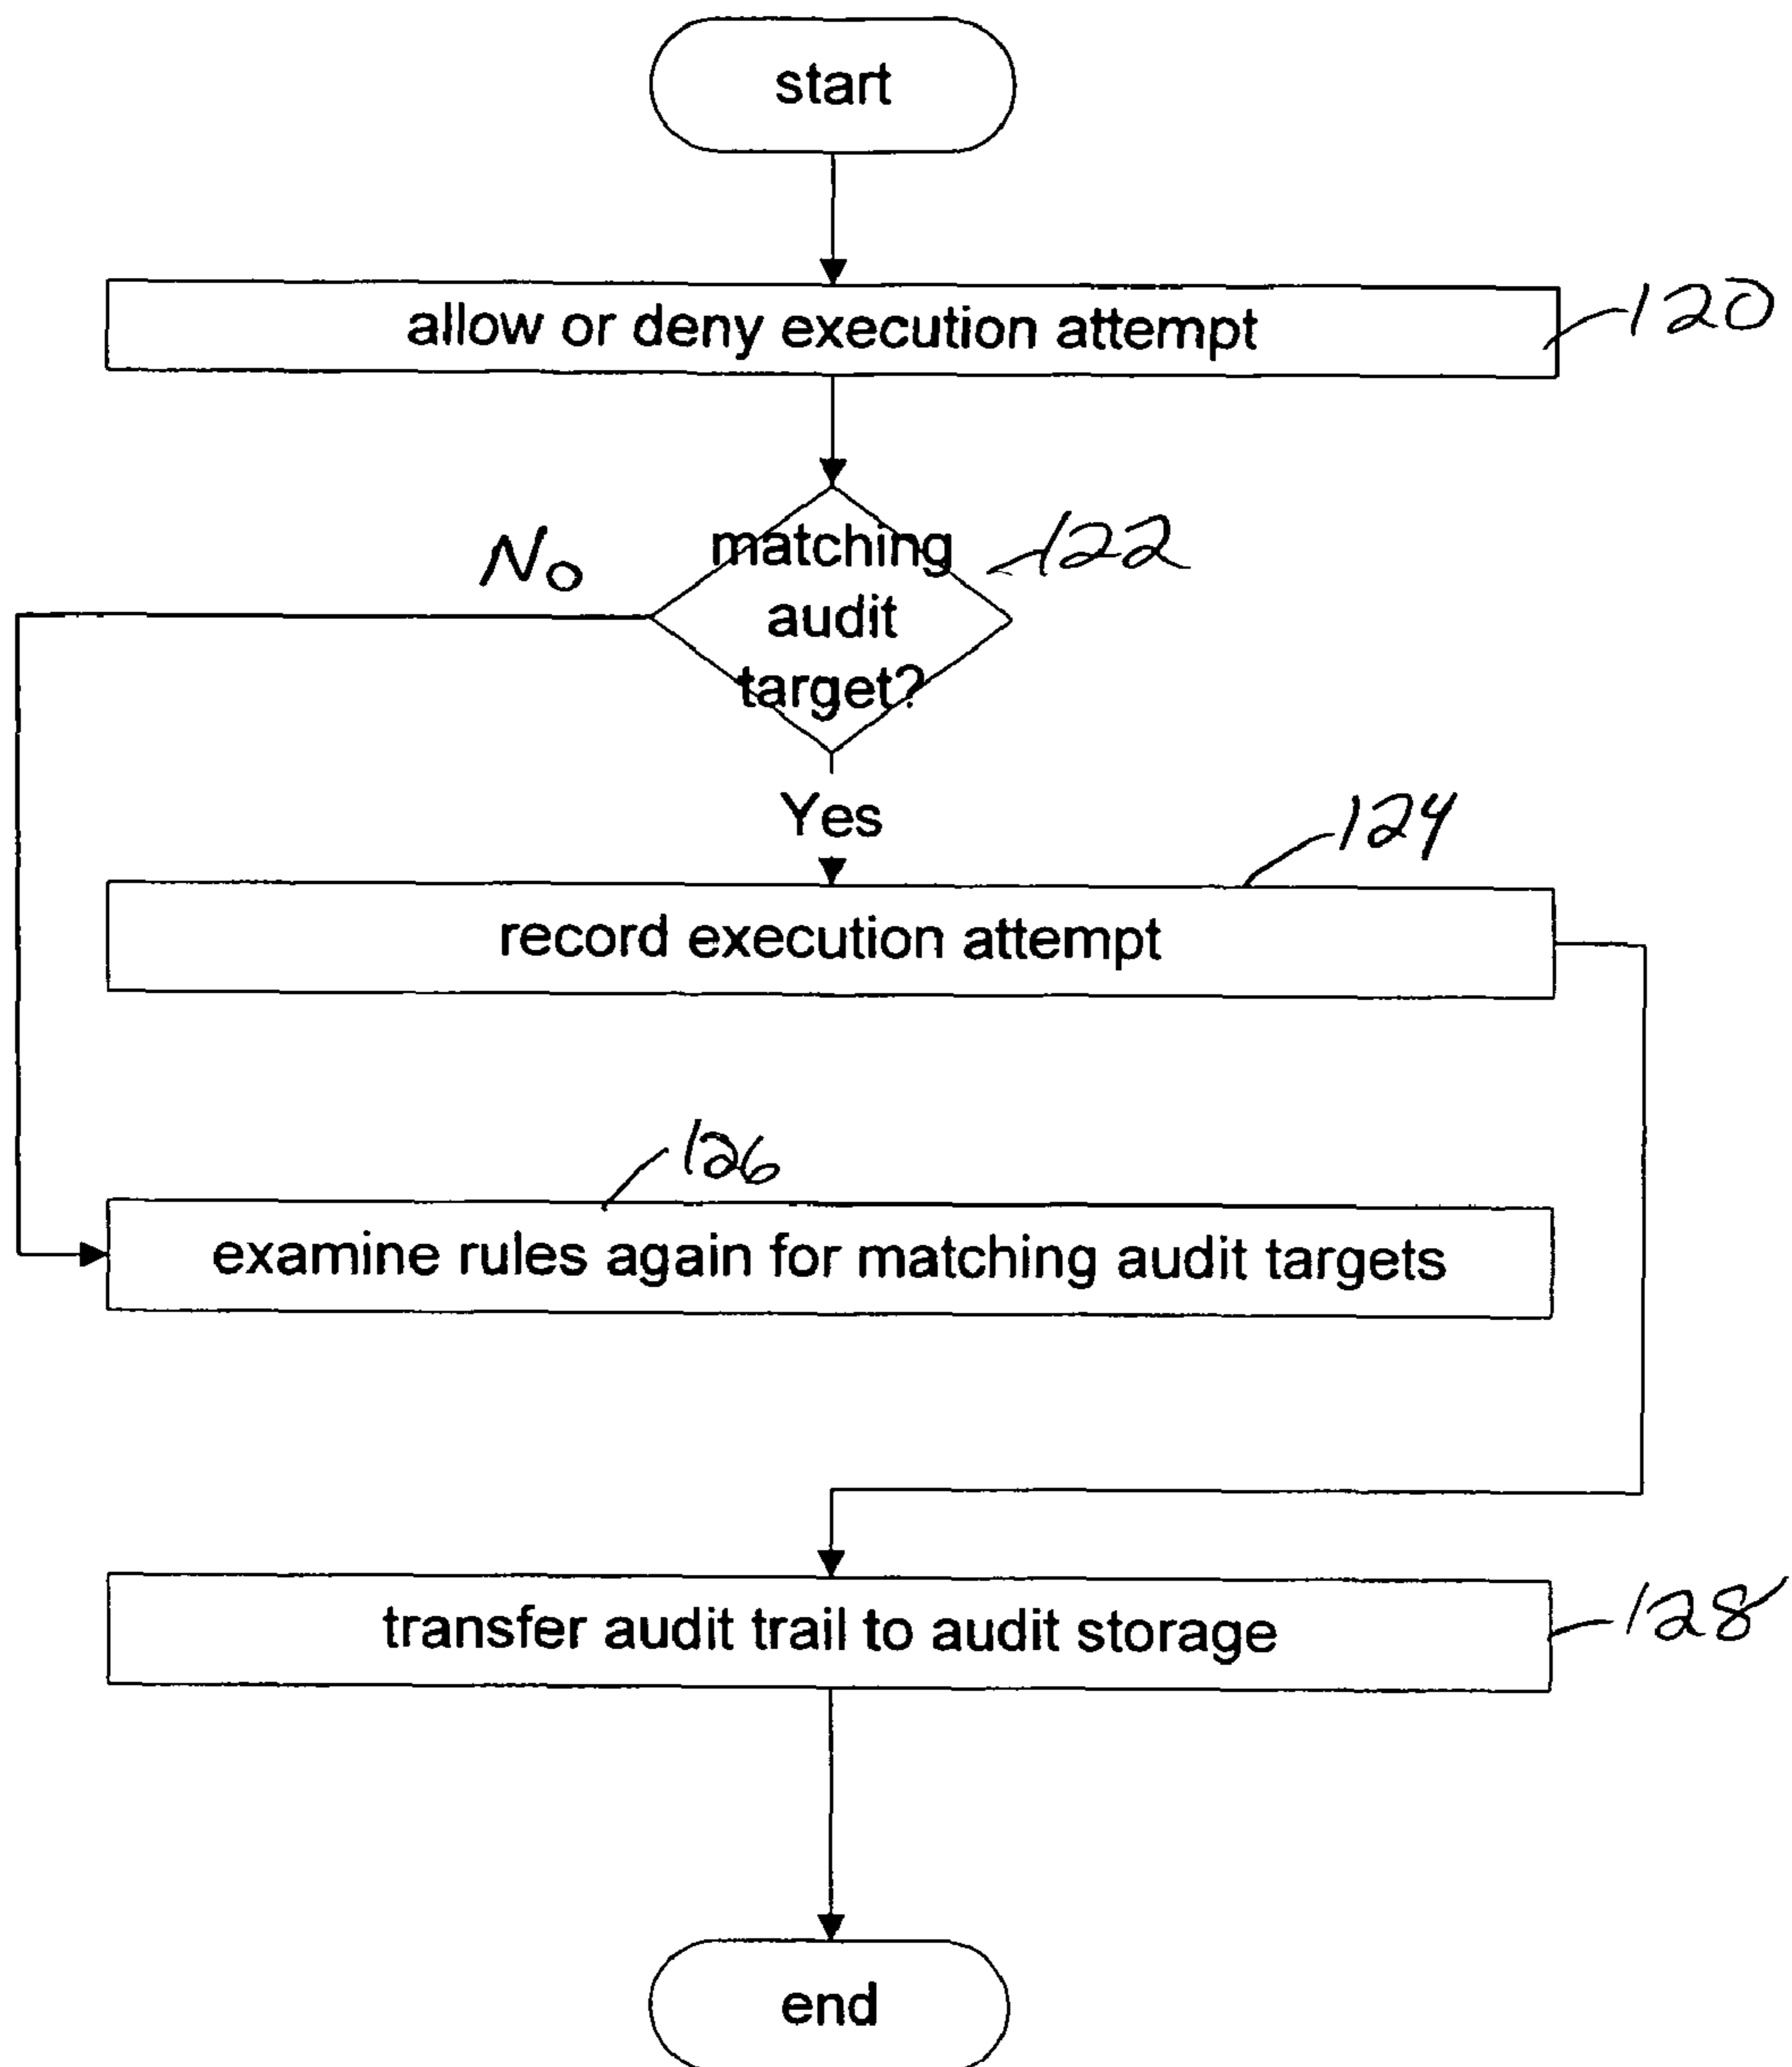 start
allow or deny execution attempt
120
matching
audit
target?
122
No
Yes
124
record execution attempt
126
examine rules again for matching audit targets
transfer audit trail to audit storage
128
end